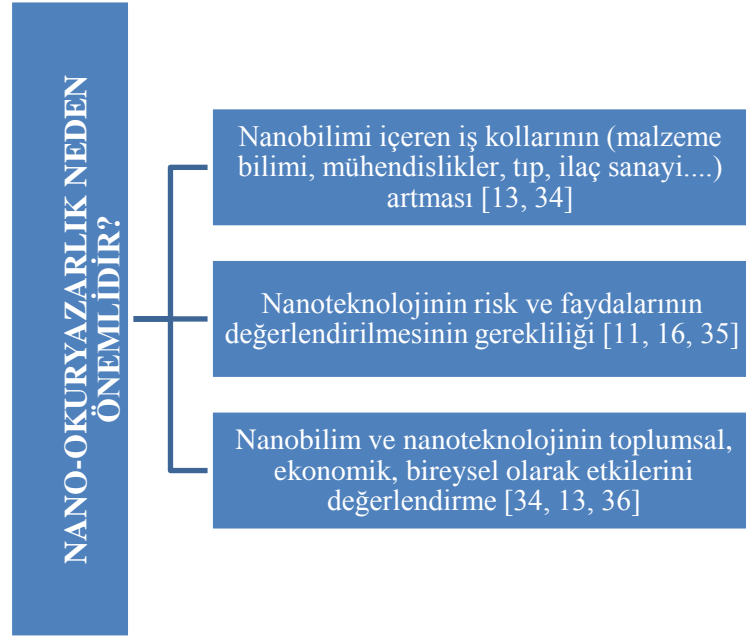 NANO-OKURYAZARLIK NEDEN
ÖNEMLİDİR?
Nanobilimi içeren iş kollarının (malzeme
bilimi, mühendislikler, tıp, ilaç sanayi....)
artması [13, 34]
Nanoteknolojinin risk ve faydalarının
değerlendirilmesinin gerekliliği [11, 16, 35]
Nanobilim ve nanoteknolojinin toplumsal,
ekonomik, bireysel olarak etkilerini
değerlendirme [34, 13, 36]